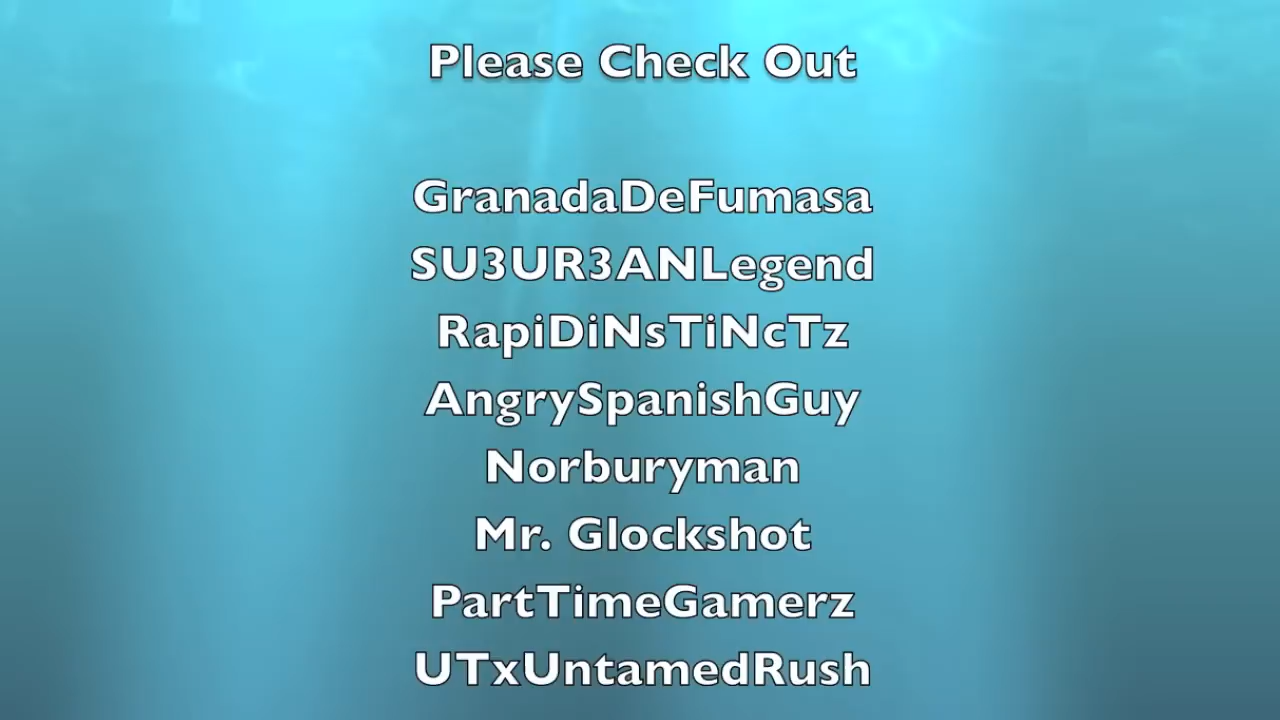 Please Check Out
GranadaDeFumasa
SU3UR3ANLegend
RapiDiNsTiNcTz
AngrySpanishGuy
Norburyman
Mr. Glockshot
PartTimeGamerz
UTxUntamedRush